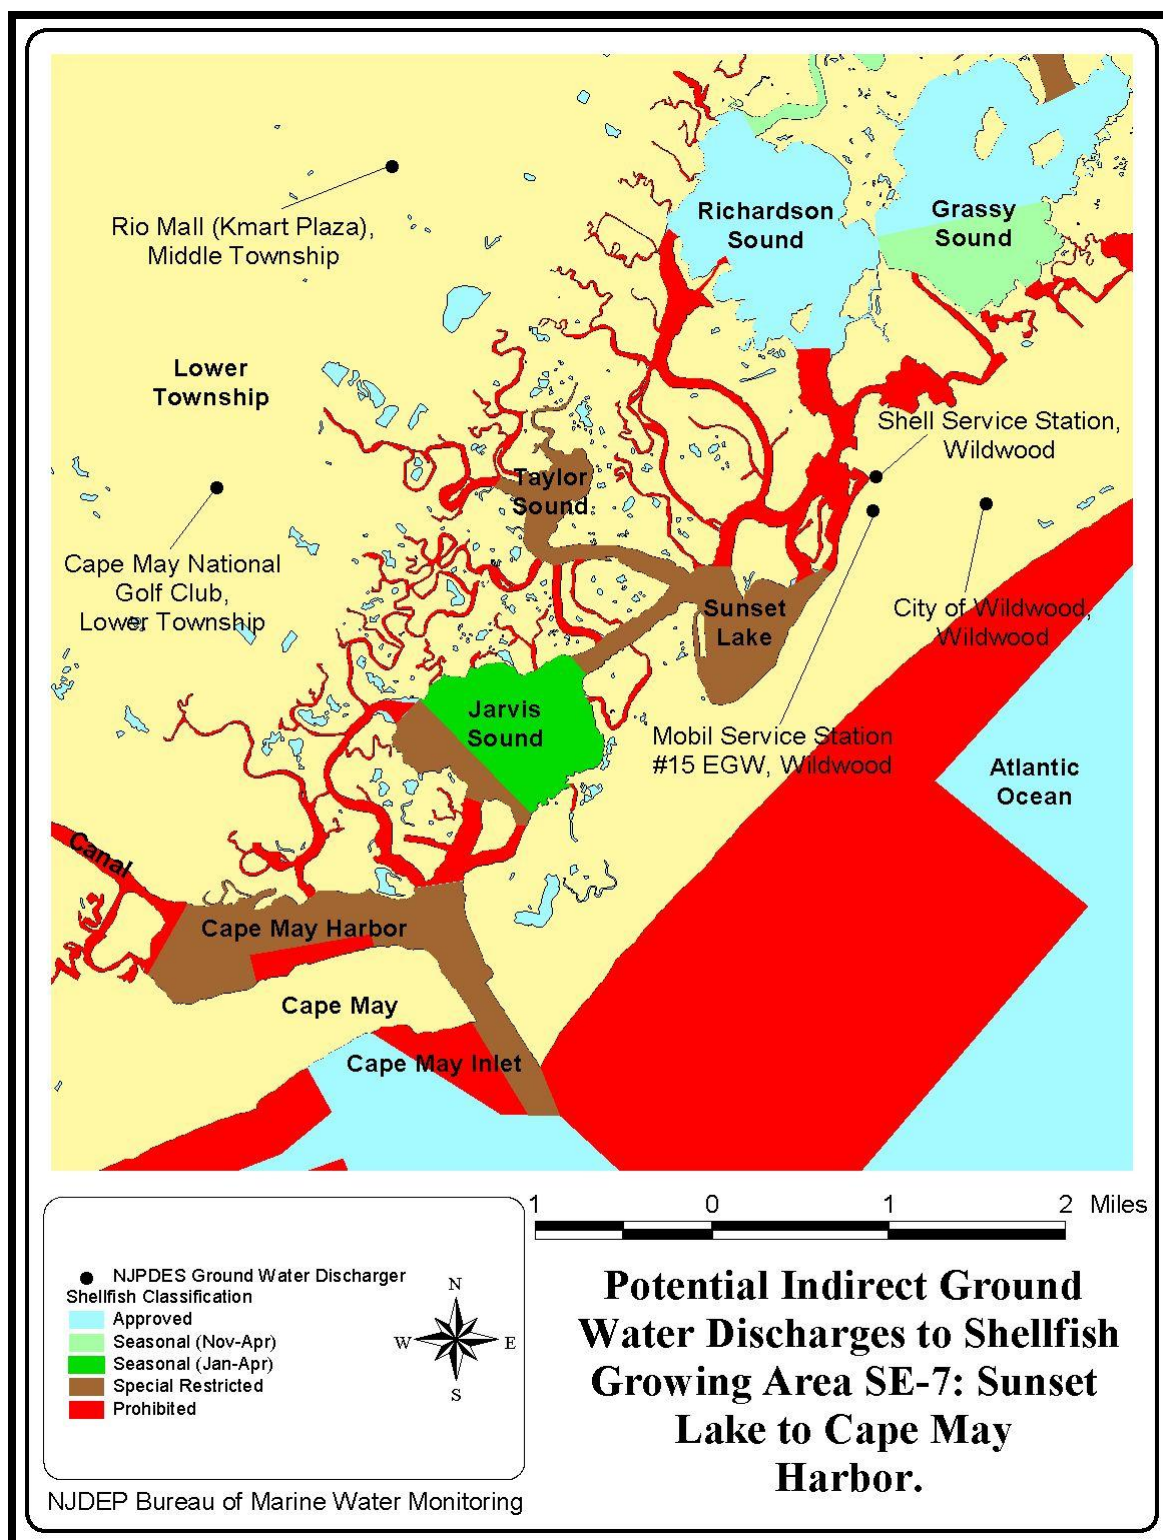 Richardson
Sound
Grassy
Sound
Rio Mall (Kmart Plaza),
Middle Township
Lower
Township
Shell Service Station,
Wildwood
Taylor
Sound
Cape May National
Golf Club,
Lower Township
Sunset
Lake
City of Wildwood,
Wildwood
Jarvis
Sound
Mobil Service Station
#15 EGW, Wildwood
Atlantic
Ocean
Canal
Cape May Harbor
Cape May
Cape May Inlet
1 0 1 2 Miles
NJPDES Ground Water Discharger
Shellfish Classification
Approved
Seasonal (Nov-Apr)
Seasonal (Jan-Apr)
Special Restricted
Prohibited
N
W E
S
Potential Indirect Ground
Water Discharges to Shellfish
Growing Area SE-7: Sunset
Lake to Cape May
Harbor.
NJDEP Bureau of Marine Water Monitoring